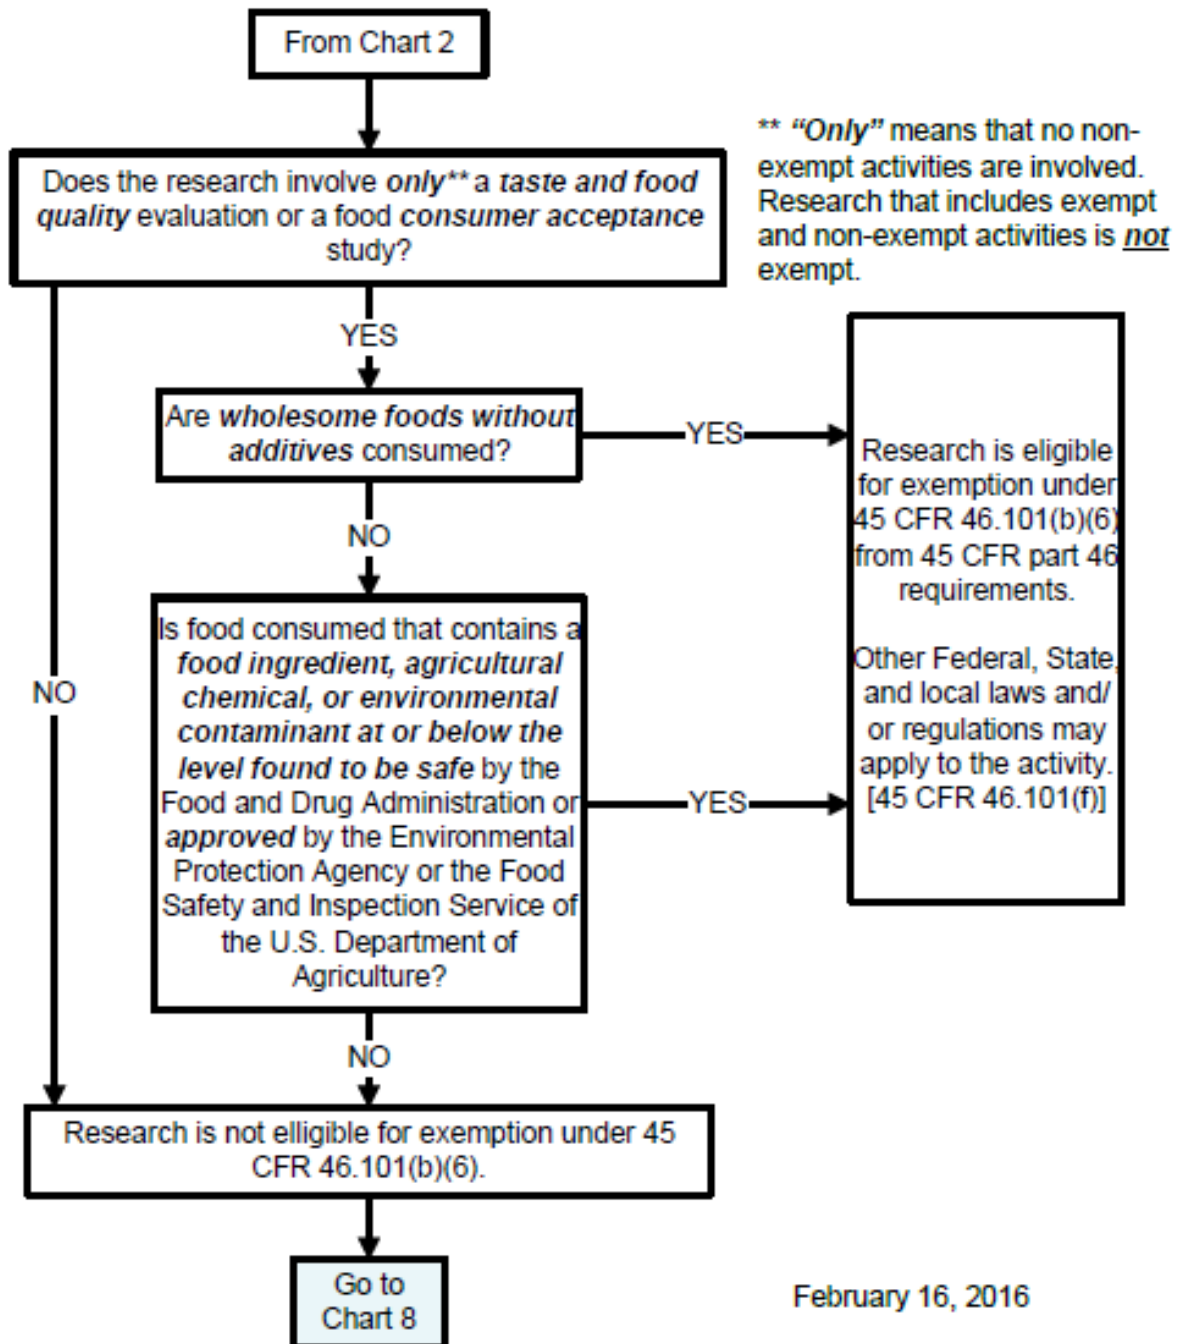 From Chart 2
** "Only" means that no non-
exempt activities are involved.
Research that includes exempt
and non-exempt activities is not
exempt.
Does the research involve only** a taste and food
quality evaluation or a food consumer acceptance
study?
YES
NO
Are wholesome foods without
additives consumed?
YES
NO
Is food consumed that contains a
food ingredient, agricultural
chemical, or environmental
contaminant at or below the
level found to be safe by the
Food and Drug Administration or
approved by the Environmental
Protection Agency or the Food
Safety and Inspection Service of
the U.S. Department of
Agriculture?
YES
NO
Research is eligible
for exemption under
45 CFR 46.101(b)(6)
from 45 CFR part 46
requirements.
Other Federal, State,
and local laws and/
or regulations may
apply to the activity.
[45 CFR 46.101(f)]
Research is not elligible for exemption under 45
CFR 46.101(b)(6).
Go to
Chart 8
February 16, 2016